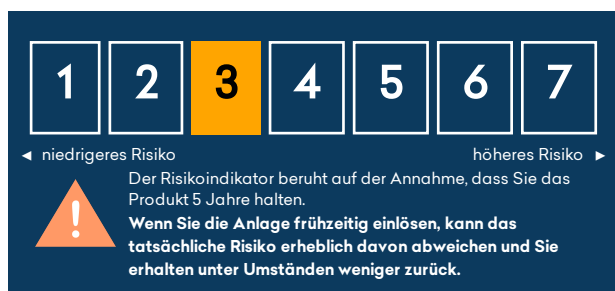 1 2 3 4 5 6 7
◄ niedrigeres Risiko höheres Risiko ►
Der Risikoindikator beruht auf der Annahme, dass Sie das
Produkt 5 Jahre halten.
Wenn Sie die Anlage frühzeitig einlösen, kann das
tatsächliche Risiko erheblich davon abweichen und Sie
erhalten unter Umständen weniger zurück.